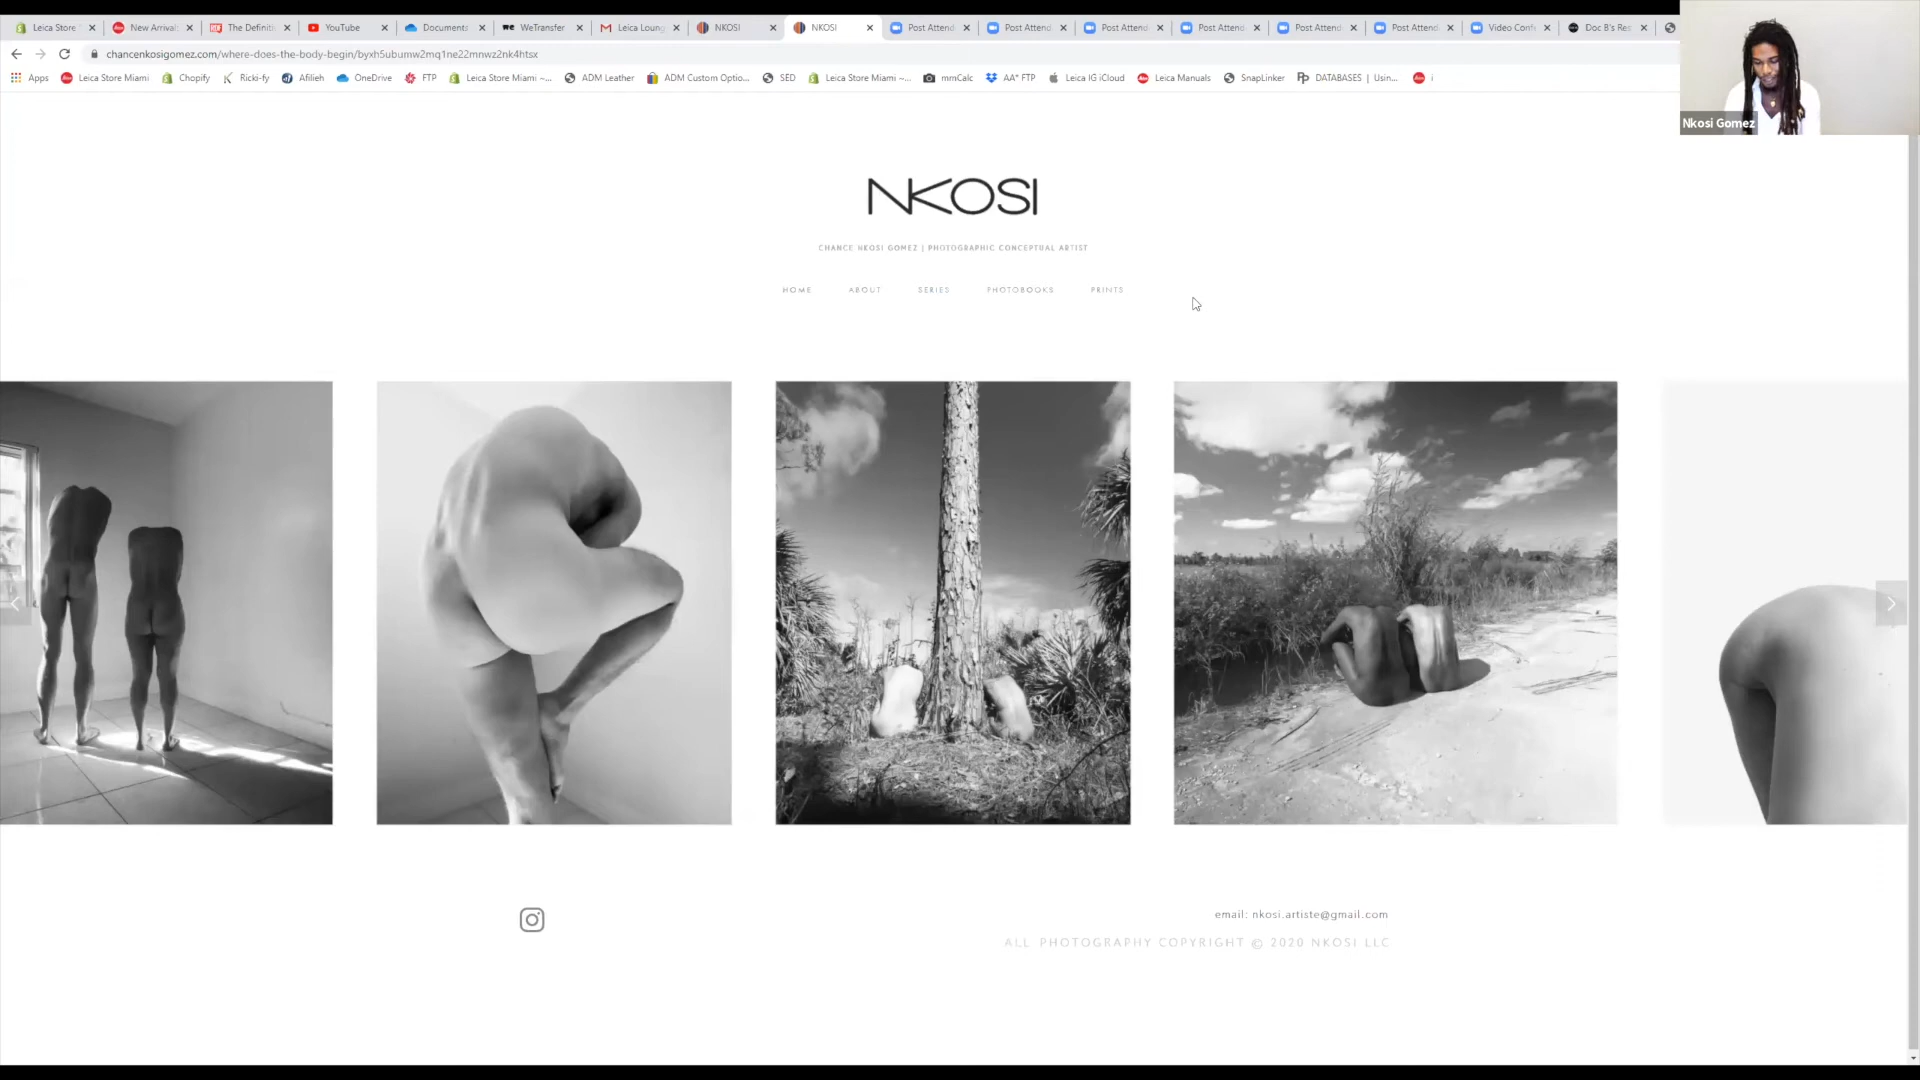 Leica Store
New Arrival:
The Definiti
YouTube
Documents
WeTransfer
Leica Loung
NKOSI
NKOSI
Post Attend
Post Attend
Post Attend
Post Attend
Post Attend
Post Attend
Video Conf
Doc B's Res
chancenkosigomez.com/where-does-the-body-begin/byxh5ubumw2mq1ne22mnwz2nk4htsx
Apps
Leica Store Miami
Chopify
Ricki-fy
Afilieh
OneDrive
FTP
Leica Store Miami ~...
ADM Leather
ADM Custom Optio...
SED
Leica Store Miami ~...
mmCalc
AA* FTP
Leica IG iCloud
Leica Manuals
SnapLinker
DATABASES | Usin...
i
Nkosi Gomez
NKOSI
CHANCE NKOSI GOMEZ | PHOTOGRAPHIC CONCEPTUAL ARTIST
HOME ABOUT SERIES PHOTOBOOKS PRINTS
email: nkosi.artiste@gmail.com
ALL PHOTOGRAPHY COPYRIGHT © 2020 NKOSI LLC